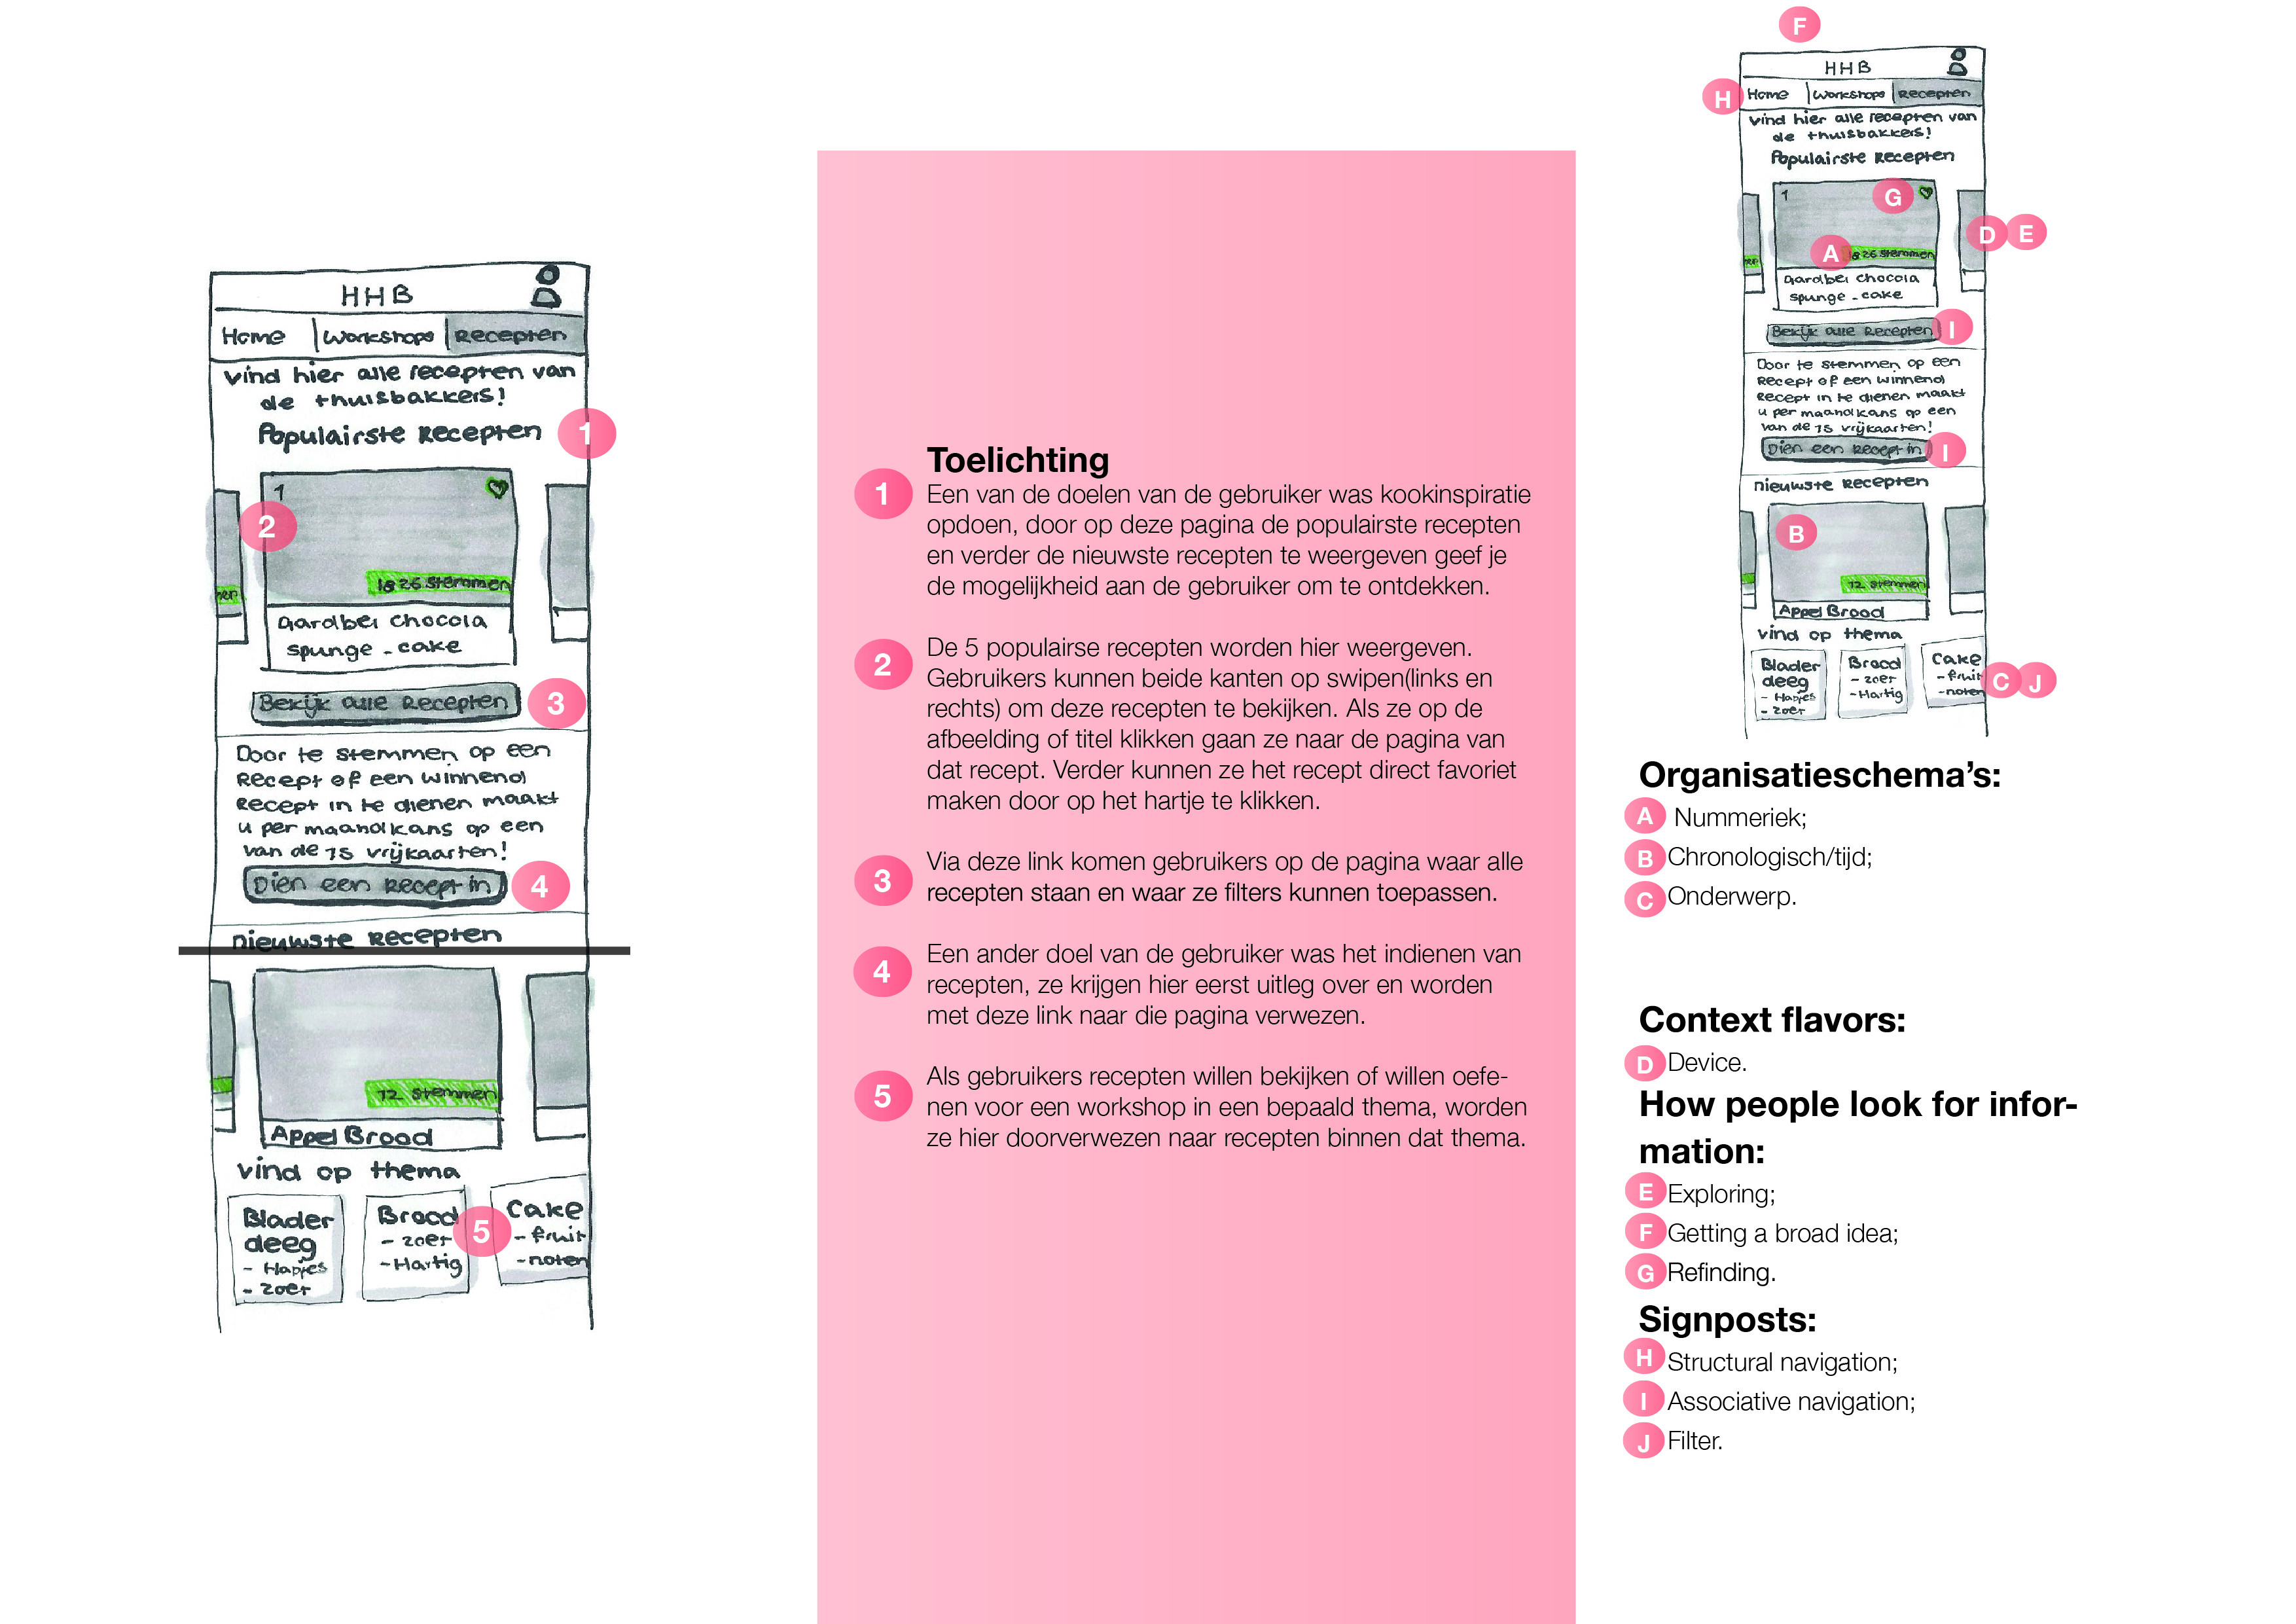 HHB
Home
Workshops
Recepten
Vind hier alle recepten van
de thuisbakkers!
Populairste Recepten
1
1
2
1826 stemmen
men
Aardbei chocola
spunge - cake
Bekijk alle Recepten
3
Door te stemmen op een
Recept of een winnend
Recept in te dienen maakt
u per maand kans op een
van de 75 vrijkaarten!
Dien een Recept in
4
nieuwste Recepten
72 stemmen
Appel Brood
Vind op thema
Blader
deeg
- Hapjes
- zoet
Brood
- zoet
- Hartig
5
Cake
- fruit
- noten
Toelichting
1
Een van de doelen van de gebruiker was kookinspiratie
opdoen, door op deze pagina de populairste recepten
en verder de nieuwste recepten te weergeven geef je
de mogelijkheid aan de gebruiker om te ontdekken.
2
De 5 populairse recepten worden hier weergeven.
Gebruikers kunnen beide kanten op swipen(links en
rechts) om deze recepten te bekijken. Als ze op de
afbeelding of titel klikken gaan ze naar de pagina van
dat recept. Verder kunnen ze het recept direct favoriet
maken door op het hartje te klikken.
3
Via deze link komen gebruikers op de pagina waar alle
recepten staan en waar ze filters kunnen toepassen.
4
Een ander doel van de gebruiker was het indienen van
recepten, ze krijgen hier eerst uitleg over en worden
met deze link naar die pagina verwezen.
5
Als gebruikers recepten willen bekijken of willen oefe-
nen voor een workshop in een bepaald thema, worden
ze hier doorverwezen naar recepten binnen dat thema.
F
HHB
H
Home
Workshops
Recepten
Vind hier alle recepten van
de thuisbakkers!
Populairste Recepten
1
G
D
E
A
1826 stemmen
men
Aardbei chocola
spunge - cake
Bekijk alle Recepten
I
Door te stemmen op een
Recept of een winnend
Recept in te dienen maakt
u per maand kans op een
van de 75 vrijkaarten!
Dien een Recept in
I
nieuwste Recepten
B
72 stemmen
Appel Brood
Vind op thema
Blader
deeg
- Hapjes
- zoet
Brood
- zoet
- Hartig
Cake
- fruit
- noten
C
J
Organisatieschema’s:
A Nummeriek;
B Chronologisch/tijd;
C Onderwerp.
Context flavors:
D Device.
How people look for infor-
mation:
E Exploring;
F Getting a broad idea;
G Refinding.
Signposts:
H Structural navigation;
I Associative navigation;
J Filter.